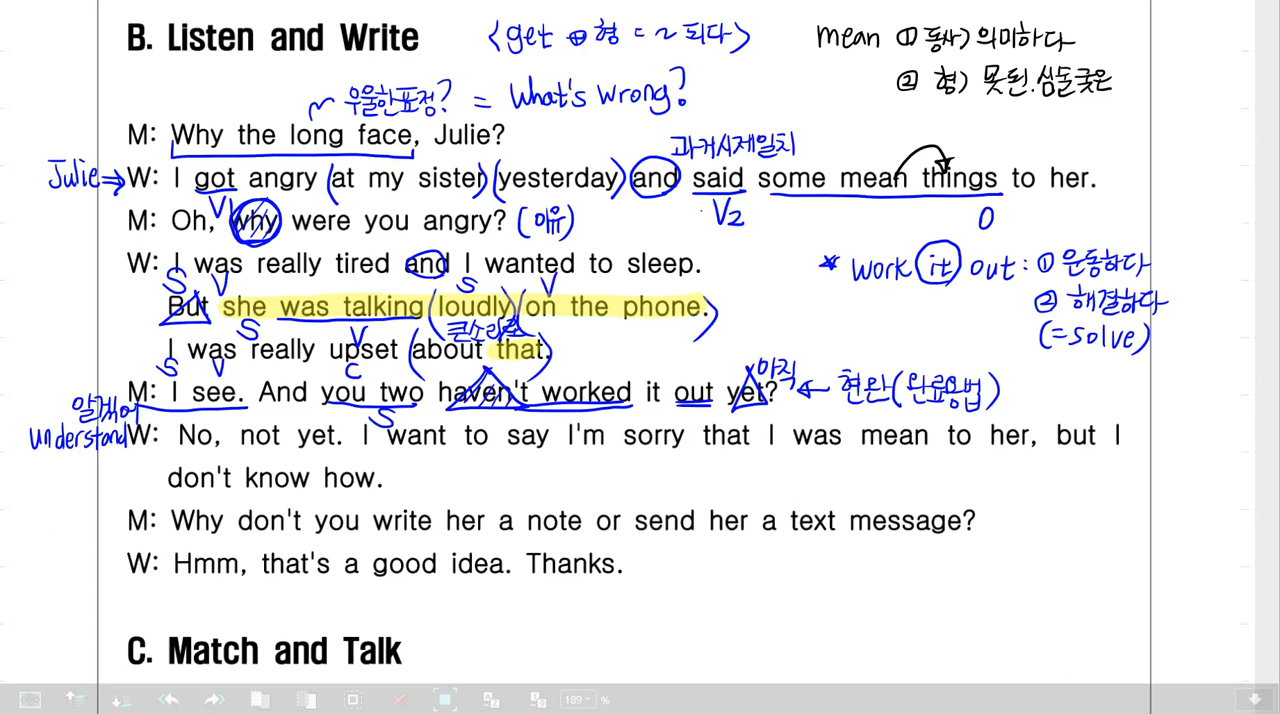 B. Listen and Write
<get ⊕ 형 = ~ 되다>
mean ① 동사) 의미하다
② 형) 못된. 심돌궂은
~ 우울한표정? = What's wrong?
M: Why the long face, Julie?
과거시제일치
Julie → W: I got angry (at my sister) (yesterday) and said some mean things to her.
V V2 O
M: Oh, why were you angry? (이유)
W: I was really tired and I wanted to sleep.
S V S V
* work it out: ① 운동하다
② 해결하다
(=solve)
But she was talking (loudly) (on the phone.)
S V 큰소리로
I was really upset (about that.)
S V C
아직
M: I see. And you two haven't worked it out yet? ← 현완(완료용법)
알겠어 S
understand
W: No, not yet. I want to say I'm sorry that I was mean to her, but I
don't know how.
M: Why don't you write her a note or send her a text message?
W: Hmm, that's a good idea. Thanks.
C. Match and Talk
189 %